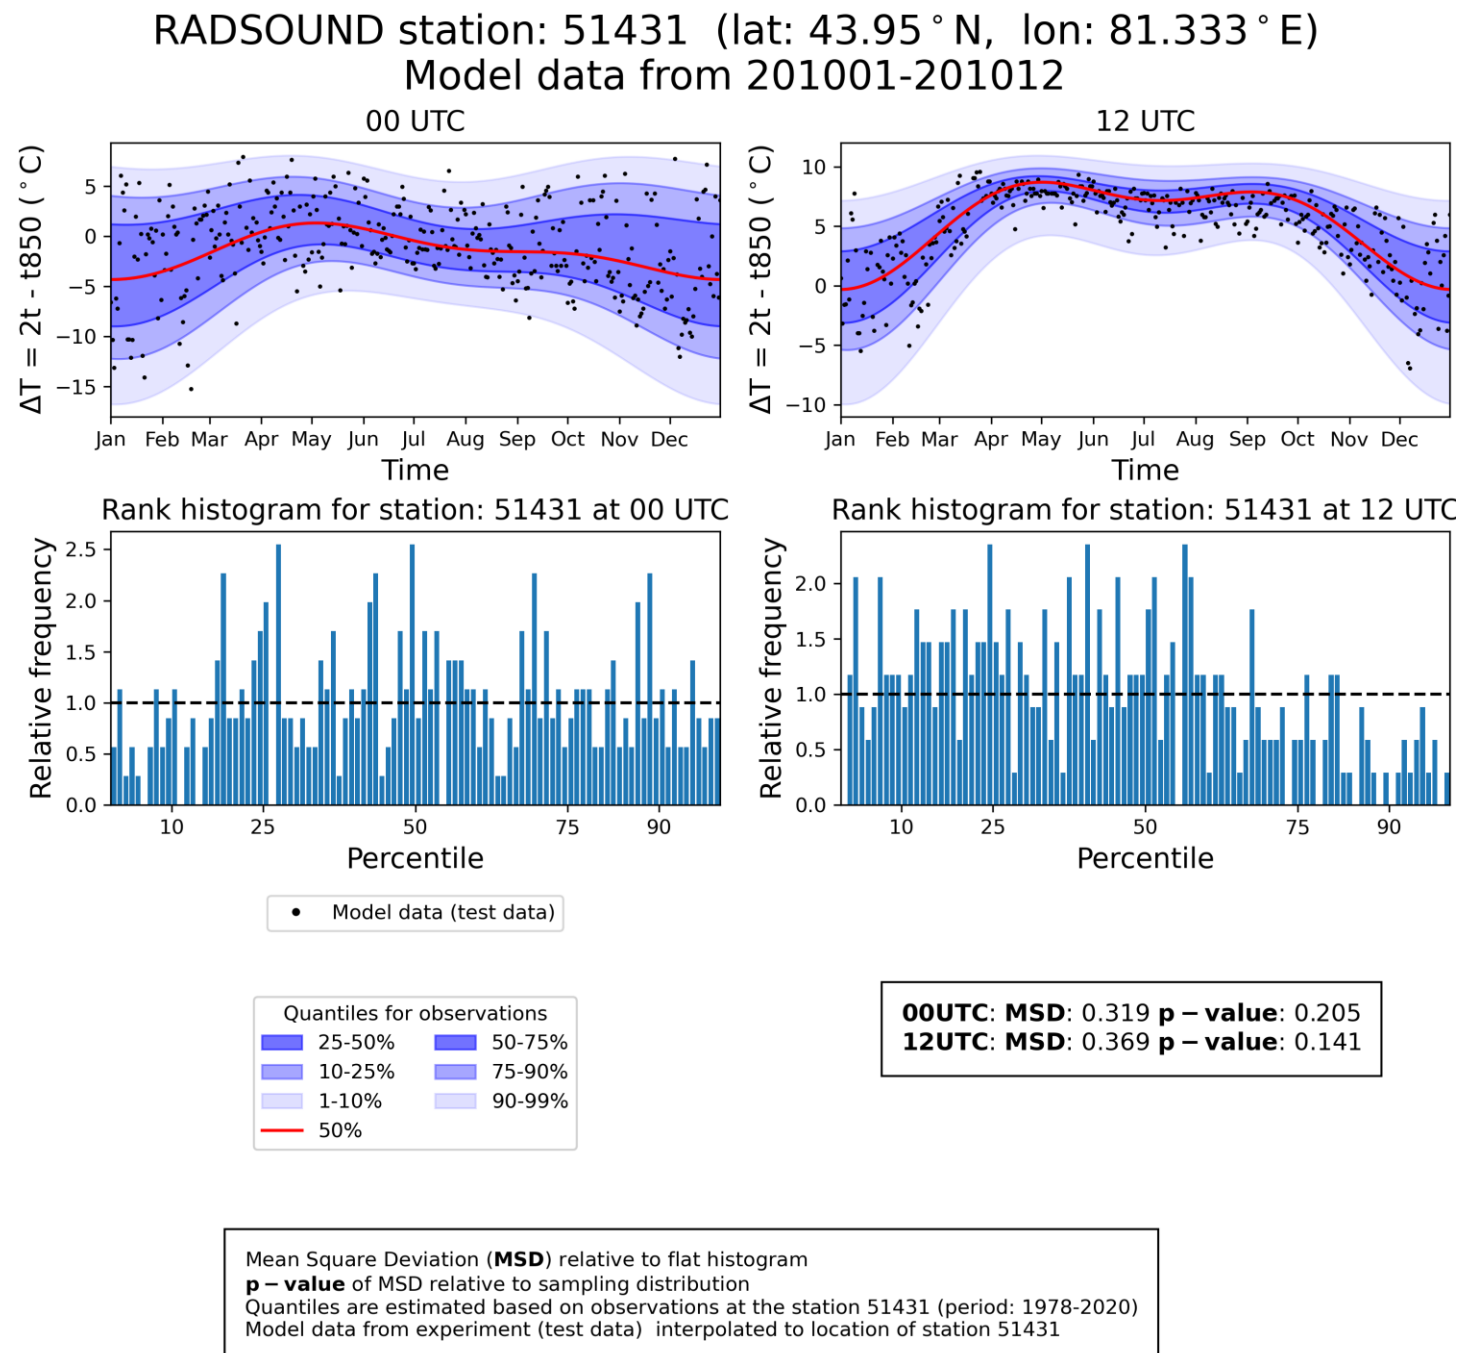 RADSOUND station: 51431  (lat: 43.95°N,  lon: 81.333°E)
Model data from 201001-201012
00 UTC
ΔT = 2t - t850 (°C)
5
0
−5
−10
−15
Jan Feb Mar Apr May Jun Jul Aug Sep Oct Nov Dec
Time
12 UTC
ΔT = 2t - t850 (°C)
10
5
0
−5
−10
Jan Feb Mar Apr May Jun Jul Aug Sep Oct Nov Dec
Time
Rank histogram for station: 51431 at 00 UTC
Relative frequency
2.5
2.0
1.5
1.0
0.5
0.0
10 25 50 75 90
Percentile
Rank histogram for station: 51431 at 12 UTC
Relative frequency
2.0
1.5
1.0
0.5
0.0
10 25 50 75 90
Percentile
Model data (test data)
Quantiles for observations
25-50% 50-75%
10-25% 75-90%
1-10% 90-99%
50%
00UTC: MSD: 0.319 p − value: 0.205
12UTC: MSD: 0.369 p − value: 0.141
Mean Square Deviation (MSD) relative to flat histogram
p − value of MSD relative to sampling distribution
Quantiles are estimated based on observations at the station 51431 (period: 1978-2020)
Model data from experiment (test data)  interpolated to location of station 51431